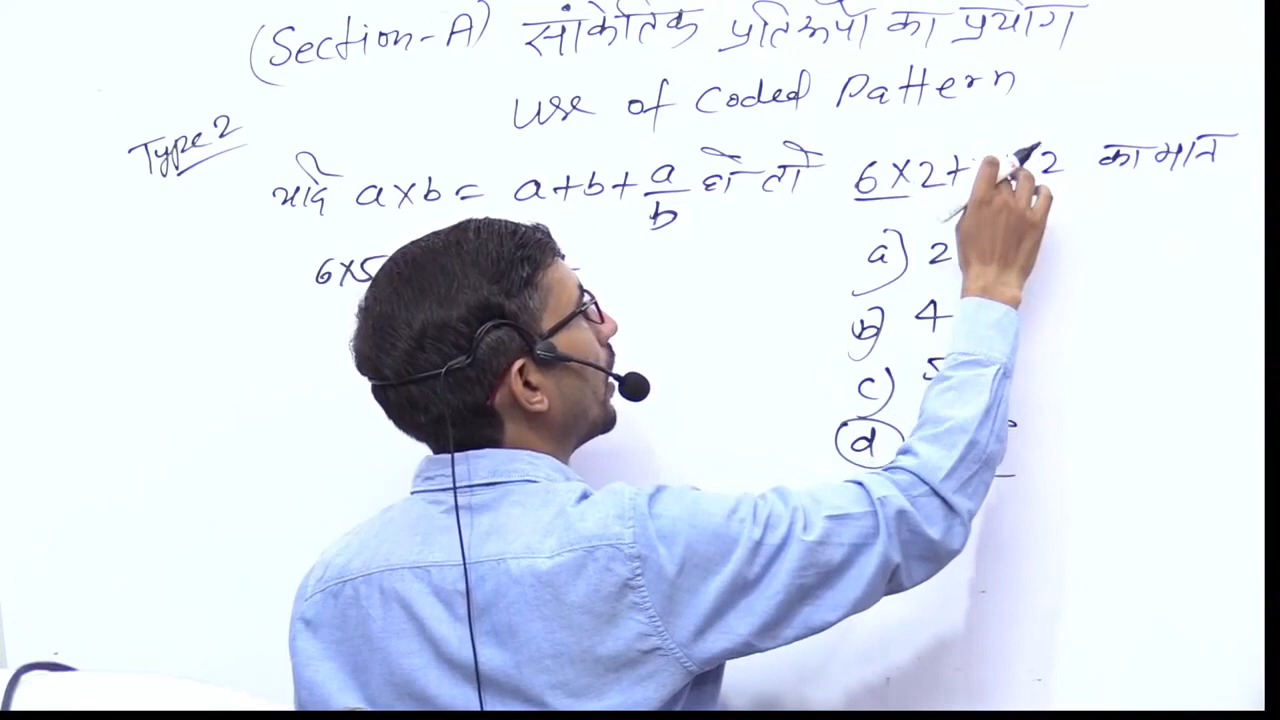 (Section-A) सांकेतिक प्रतिरूपों का प्रयोग
Use of Coded Pattern
Type 2
यदि a×b = a+b+a/b हो तो 6×2+ 2 का मान
6×5
a) 2
b) 4
c) 5
d